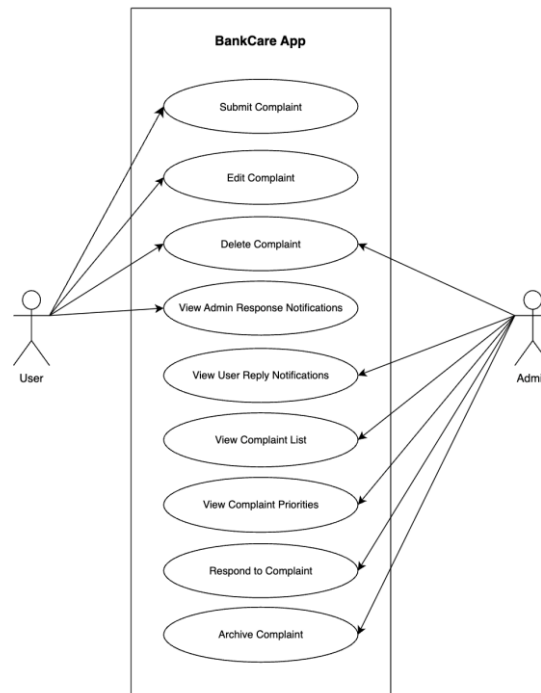 BankCare App
Submit Complaint
Edit Complaint
Delete Complaint
View Admin Response Notifications
User
View User Reply Notifications
Admi
View Complaint List
View Complaint Priorities
Respond to Complaint
Archive Complaint